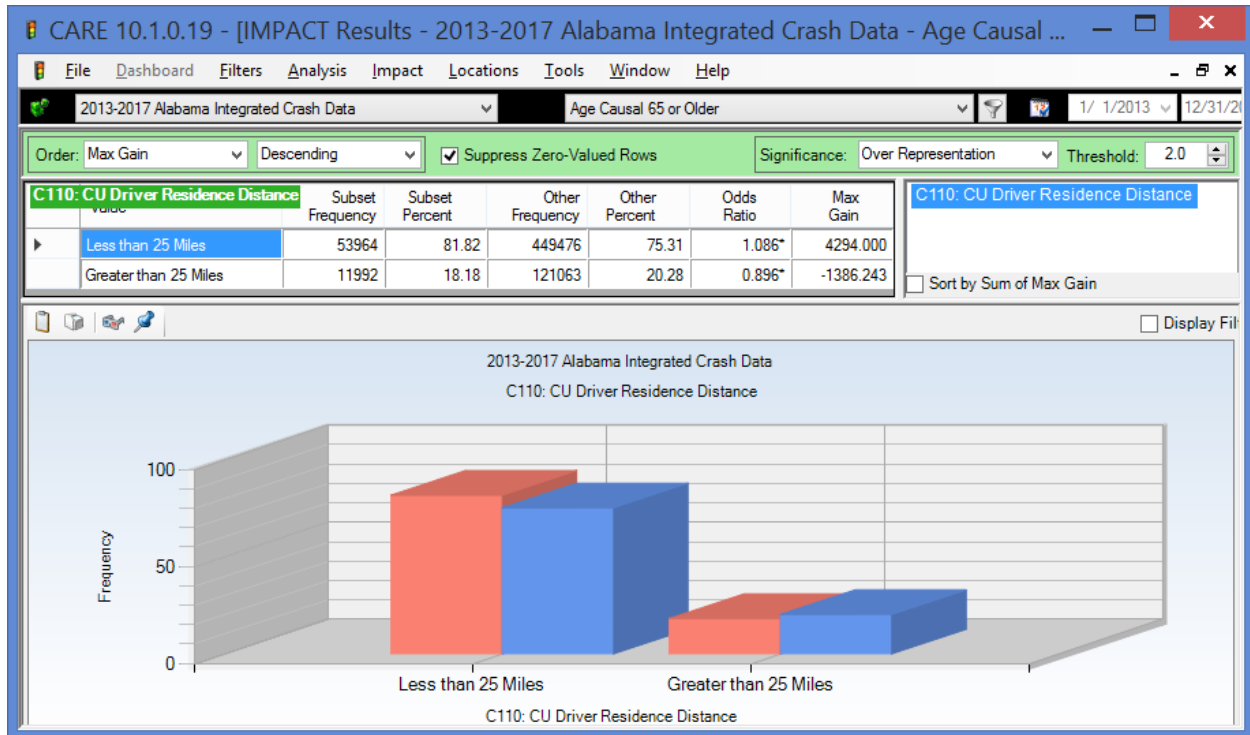 CARE 10.1.0.19 - [IMPACT Results - 2013-2017 Alabama Integrated Crash Data - Age Causal ...
File Dashboard Filters Analysis Impact Locations Tools Window Help
2013-2017 Alabama Integrated Crash Data Age Causal 65 or Older 1/ 1/2013 12/31/20
Order: Max Gain Descending Suppress Zero-Valued Rows Significance: Over Representation Threshold: 2.0
C110: CU Driver Residence Distance Subset Frequency Subset Percent Other Frequency Other Percent Odds Ratio Max Gain C110: CU Driver Residence Distance
Less than 25 Miles 53964 81.82 449476 75.31 1.086* 4294.000
Greater than 25 Miles 11992 18.18 121063 20.28 0.896* -1386.243
Sort by Sum of Max Gain
Display Fil
2013-2017 Alabama Integrated Crash Data
C110: CU Driver Residence Distance
100
50
0
Frequency
Less than 25 Miles Greater than 25 Miles
C110: CU Driver Residence Distance